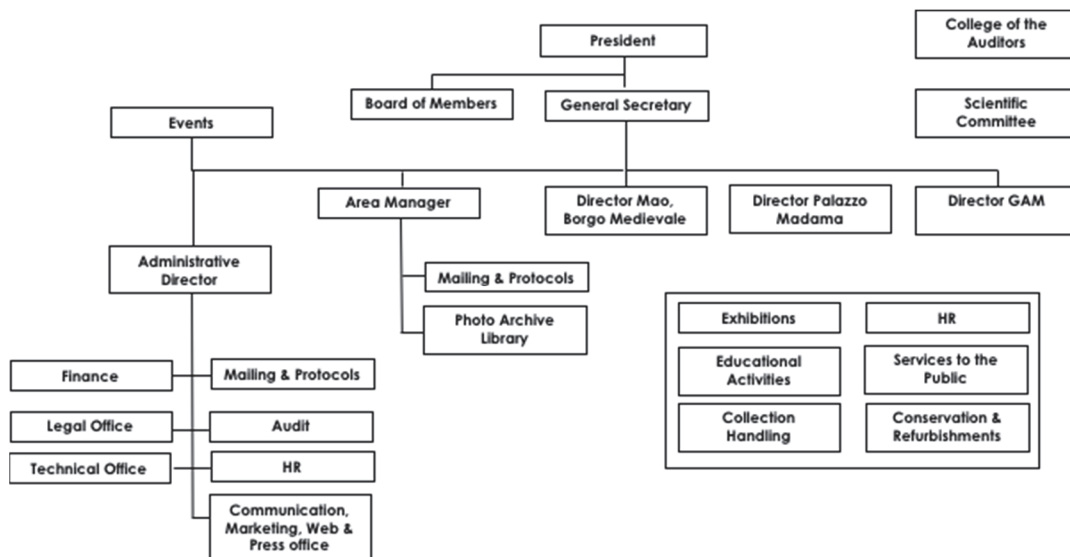 President
College of the
Auditors
Board of Members
General Secretary
Scientific
Committee
Events
Area Manager
Director Mao,
Borgo Medievale
Director Palazzo
Madama
Director GAM
Administrative
Director
Mailing & Protocols
Photo Archive
Library
Exhibitions
HR
Educational
Activities
Services to the
Public
Collection
Handling
Conservation &
Refurbishments
Finance
Mailing & Protocols
Legal Office
Audit
Technical Office
HR
Communication,
Marketing, Web &
Press office